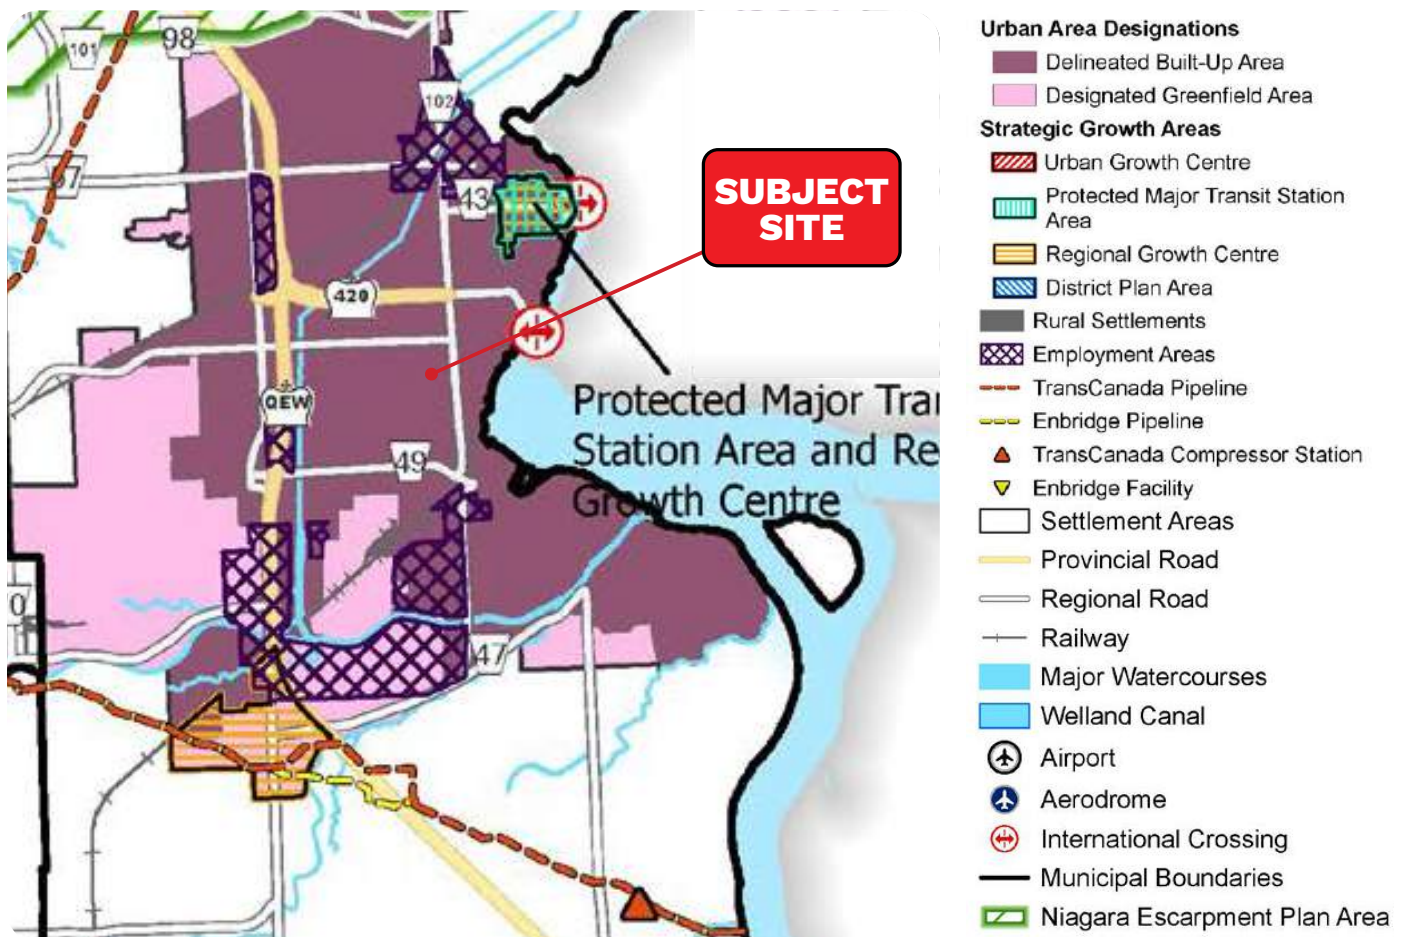 98
101
102
67
43
SUBJECT
SITE
420
QEW
Protected Major Tran
Station Area and Re
Growth Centre
49
0
47
Urban Area Designations
Delineated Built-Up Area
Designated Greenfield Area
Strategic Growth Areas
Urban Growth Centre
Protected Major Transit Station
Area
Regional Growth Centre
District Plan Area
Rural Settlements
Employment Areas
TransCanada Pipeline
Enbridge Pipeline
TransCanada Compressor Station
Enbridge Facility
Settlement Areas
Provincial Road
Regional Road
Railway
Major Watercourses
Welland Canal
Airport
Aerodrome
International Crossing
Municipal Boundaries
Niagara Escarpment Plan Area